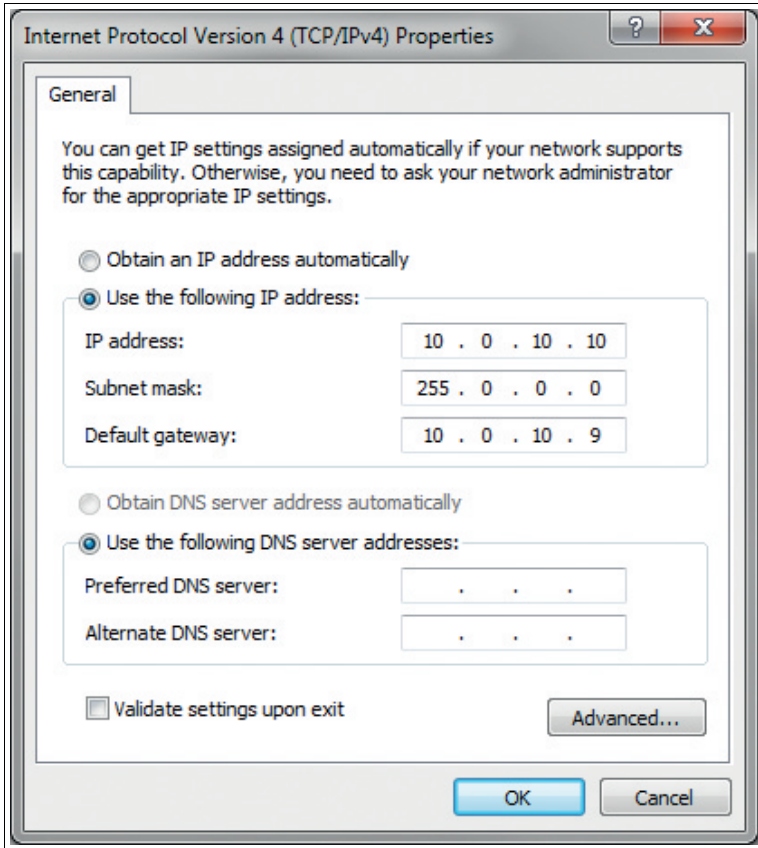 Internet Protocol Version 4 (TCP/IPv4) Properties
General
You can get IP settings assigned automatically if your network supports
this capability. Otherwise, you need to ask your network administrator
for the appropriate IP settings.
Obtain an IP address automatically
Use the following IP address:
IP address: 10 . 0 . 10 . 10
Subnet mask: 255 . 0 . 0 . 0
Default gateway: 10 . 0 . 10 . 9
Obtain DNS server address automatically
Use the following DNS server addresses:
Preferred DNS server: . . .
Alternate DNS server: . . .
Validate settings upon exit
Advanced...
OK Cancel